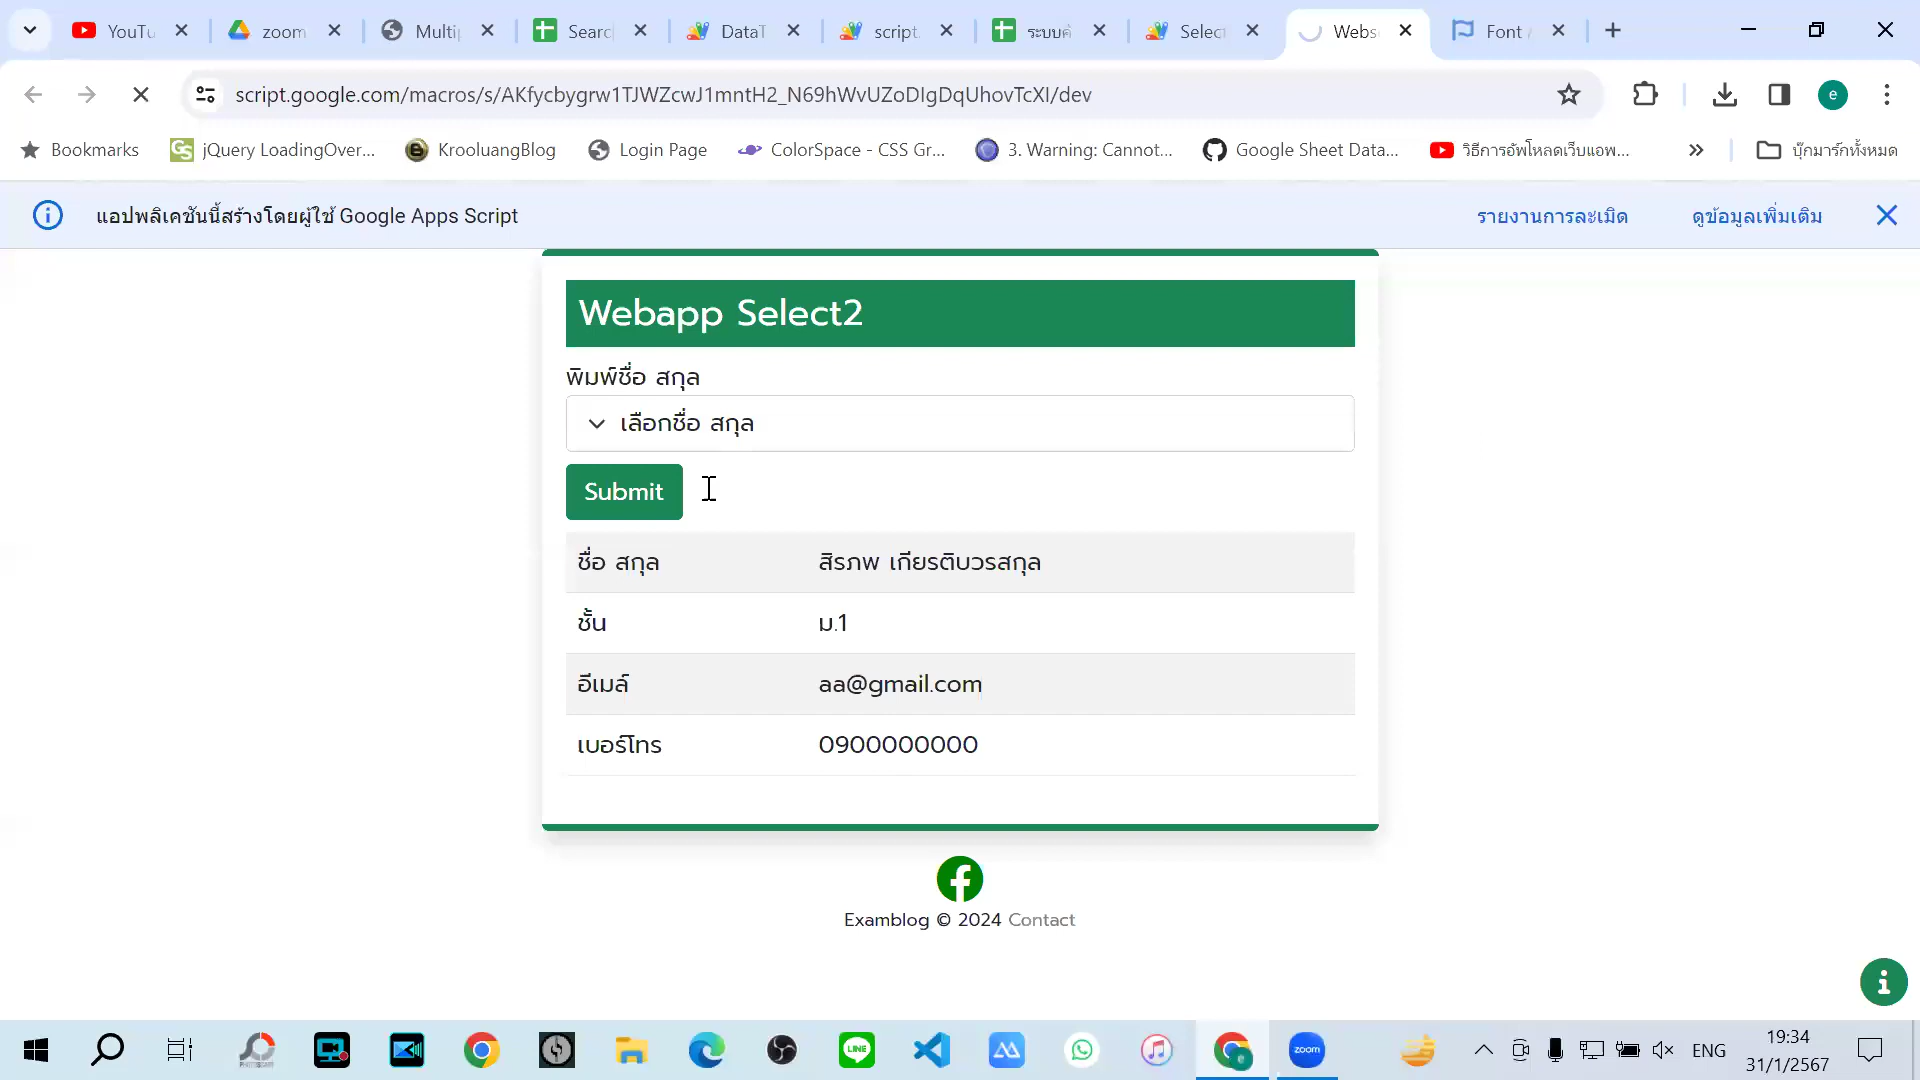 YouTu
zoom
Multi
Searc
DataT
script.
ระบบค้
Select
Webs
Font
script.google.com/macros/s/AKfycbygrw1TJWZcwJ1mntH2_N69hWvUZoDIgDqUhovTcXI/dev
Bookmarks
jQuery LoadingOver...
KrooluangBlog
Login Page
ColorSpace - CSS Gr...
3. Warning: Cannot...
Google Sheet Data...
วิธีการอัพโหลดเว็บแอพ...
บุ๊กมาร์กทั้งหมด
แอปพลิเคชันนี้สร้างโดยผู้ใช้ Google Apps Script
รายงานการละเมิด
ดูข้อมูลเพิ่มเติม
Webapp Select2
พิมพ์ชื่อ สกุล
เลือกชื่อ สกุล
Submit
ชื่อ สกุล สิรภพ เกียรติบวรสกุล
ชั้น ม.1
อีเมล์ aa@gmail.com
เบอร์โทร 0900000000
Examblog © 2024 Contact
LINE
zoom
ENG
19:34
31/1/2567